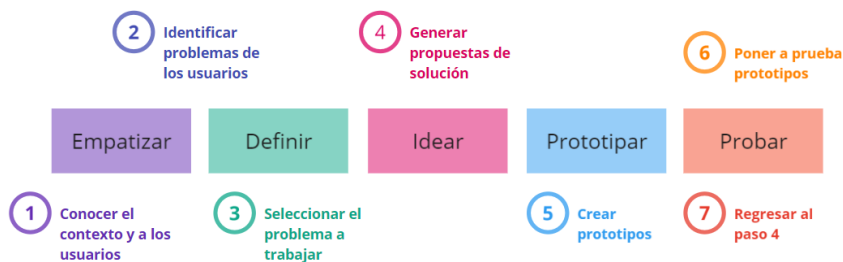 2 Identificar
problemas de
los usuarios
4 Generar
propuestas de
solución
6 Poner a prueba
prototipos
Empatizar
Definir
Idear
Prototipar
Probar
1 Conocer el
contexto y a los
usuarios
3 Seleccionar el
problema a
trabajar
5 Crear
prototipos
7 Regresar al
paso 4